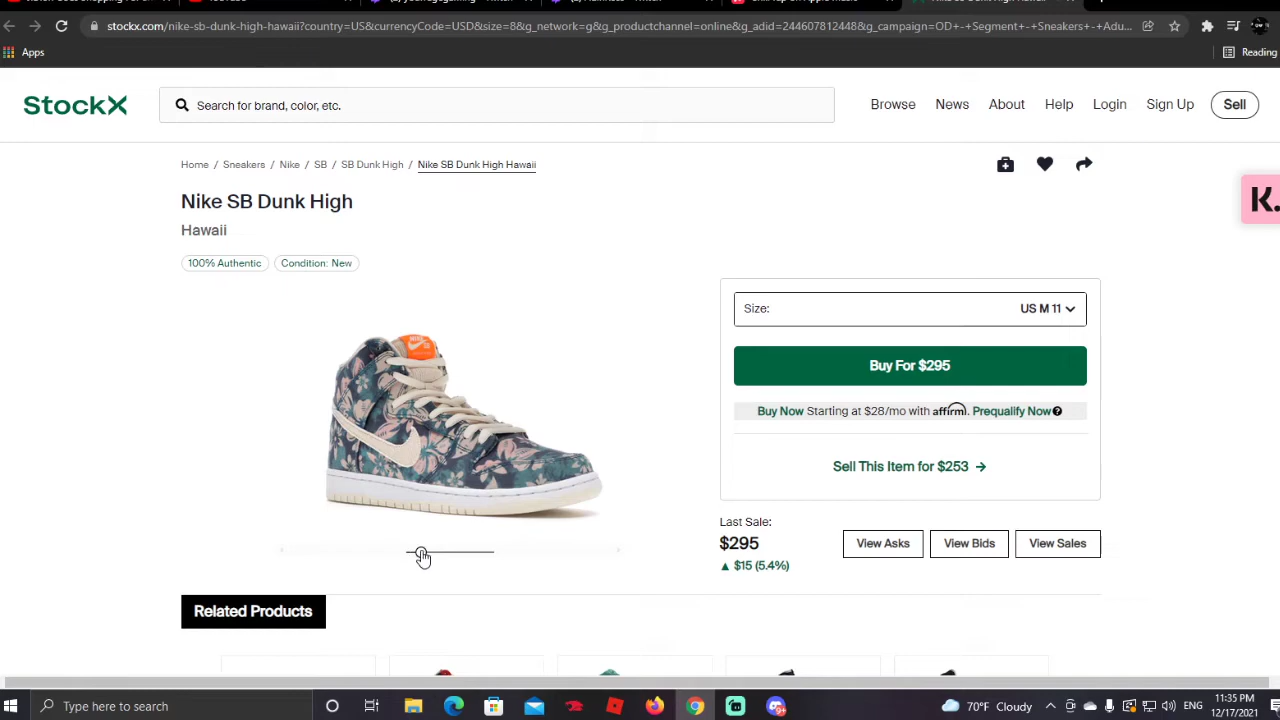 stockx.com/nike-sb-dunk-high-hawaii?country=US&currencyCode=USD&size=8&g_network=g&g_productchannel=online&g_adid=244607812448&g_campaign=OD+-+Segment+-+Sneakers+-+Adu...
Apps
Reading
StockX
Search for brand, color, etc.
Browse
News
About
Help
Login
Sign Up
Sell
Home / Sneakers / Nike / SB / SB Dunk High / Nike SB Dunk High Hawaii
K.
Nike SB Dunk High
Hawaii
100% Authentic
Condition: New
Size:
US M 11
Buy For $295
Buy Now Starting at $28/mo with affirm. Prequalify Now
Sell This Item for $253 →
Last Sale:
$295
▲ $15 (5.4%)
View Asks
View Bids
View Sales
Related Products
Type here to search
70°F Cloudy
ENG
11:35 PM
12/17/2021